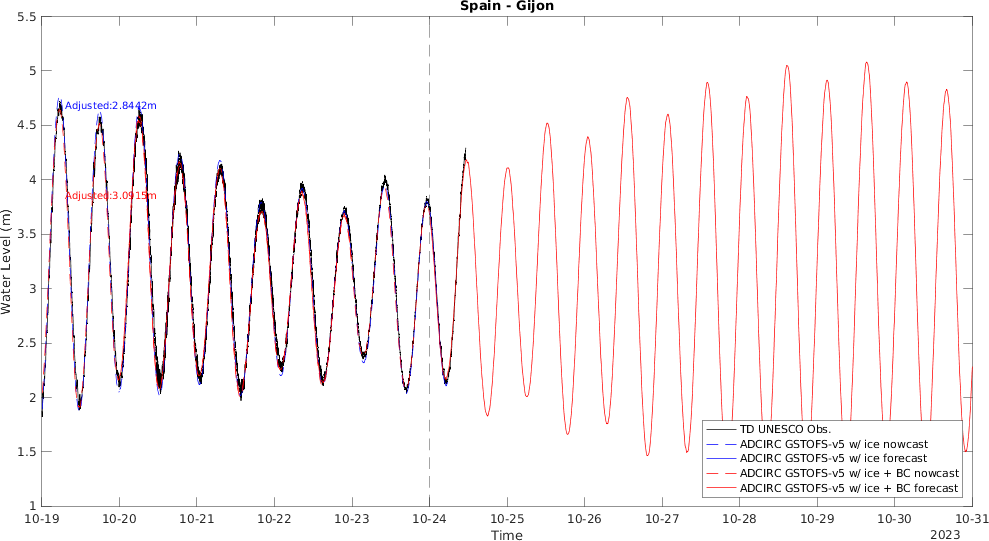 Spain - Gijon
5.5
5
4.5
4
3.5
3
2.5
2
1.5
1
Water Level (m)
Adjusted:2.8442m
Adjusted:3.0915m
TD UNESCO Obs.
ADCIRC GSTOFS-v5 w/ ice nowcast
ADCIRC GSTOFS-v5 w/ ice forecast
ADCIRC GSTOFS-v5 w/ ice + BC nowcast
ADCIRC GSTOFS-v5 w/ ice + BC forecast
10-19 10-20 10-21 10-22 10-23 10-24 10-25 10-26 10-27 10-28 10-29 10-30 10-31
Time
2023